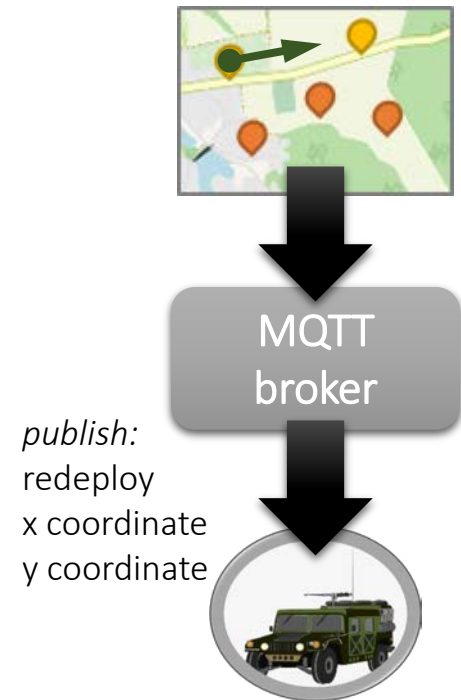 MQTT
broker
publish:
redeploy
x coordinate
y coordinate